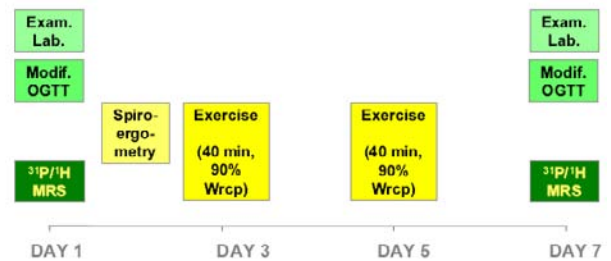 Exam.
Lab.
Modif.
OGTT
Spiro-
ergo-
metry
³¹P/¹H
MRS
Exercise
(40 min,
90%
Wrcp)
Exercise
(40 min,
90%
Wrcp)
Exam.
Lab.
Modif.
OGTT
³¹P/¹H
MRS
DAY 1
DAY 3
DAY 5
DAY 7